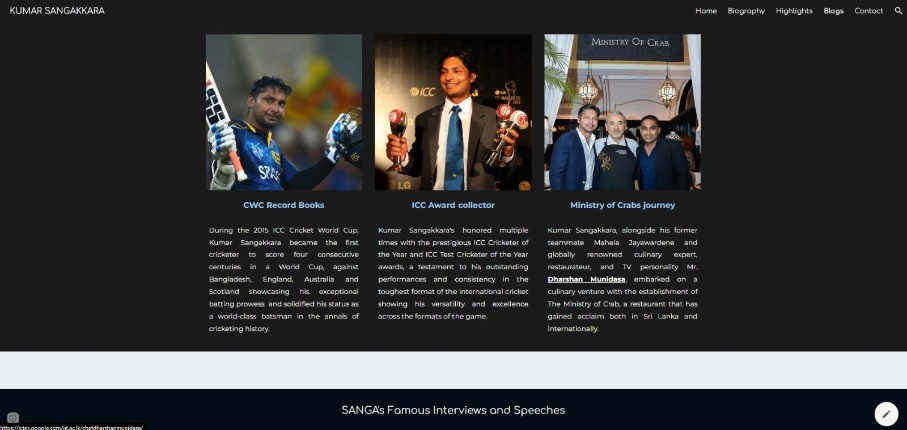 KUMAR SANGAKKARA
Home Biography Highlights Blogs Contact
MINISTRY OF CRAB
ICC
LG
CWC Record Books
During the 2015 ICC Cricket World Cup,
Kumar Sangakkara became the first
cricketer to score four consecutive
centuries in a World Cup, against
Bangladesh, England, Australia and
Scotland showcasing his exceptional
batting prowess and solidified his status as
a world-class batsman in the annals of
cricketing history.
ICC Award collector
Kumar Sangakkara's honored multiple
times with the prestigious ICC Cricketer of
the Year and ICC Test Cricketer of the Year
awards, a testament to his outstanding
performances and consistency in the
toughest format of the international cricket
showing his versatility and excellence
across the formats of the game.
Ministry of Crabs journey
Kumar Sangakkara, alongside his former
teammate Mahela Jayawardene and
globally renowned culinary expert,
restaurateur, and TV personality Mr.
Dharshan Munidasa, embarked on a
culinary venture with the establishment of
The Ministry of Crab, a restaurant that has
gained acclaim both in Sri Lanka and
internationally.
SANGA's Famous Interviews and Speeches
https://sites.google.com/iit.ac.lk/chefdharshanmunidasa/